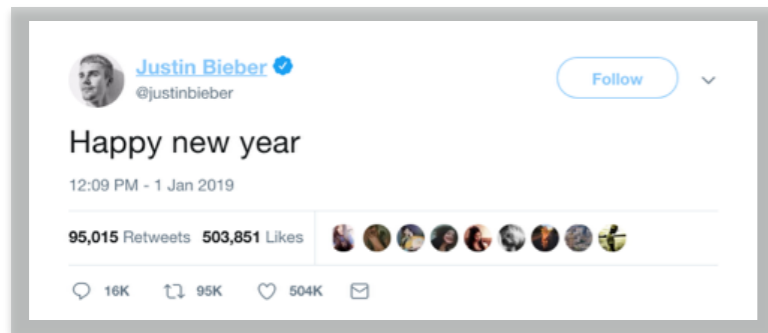 Justin Bieber
@justinbieber
Follow
Happy new year
12:09 PM - 1 Jan 2019
95,015 Retweets 503,851 Likes
16K 95K 504K